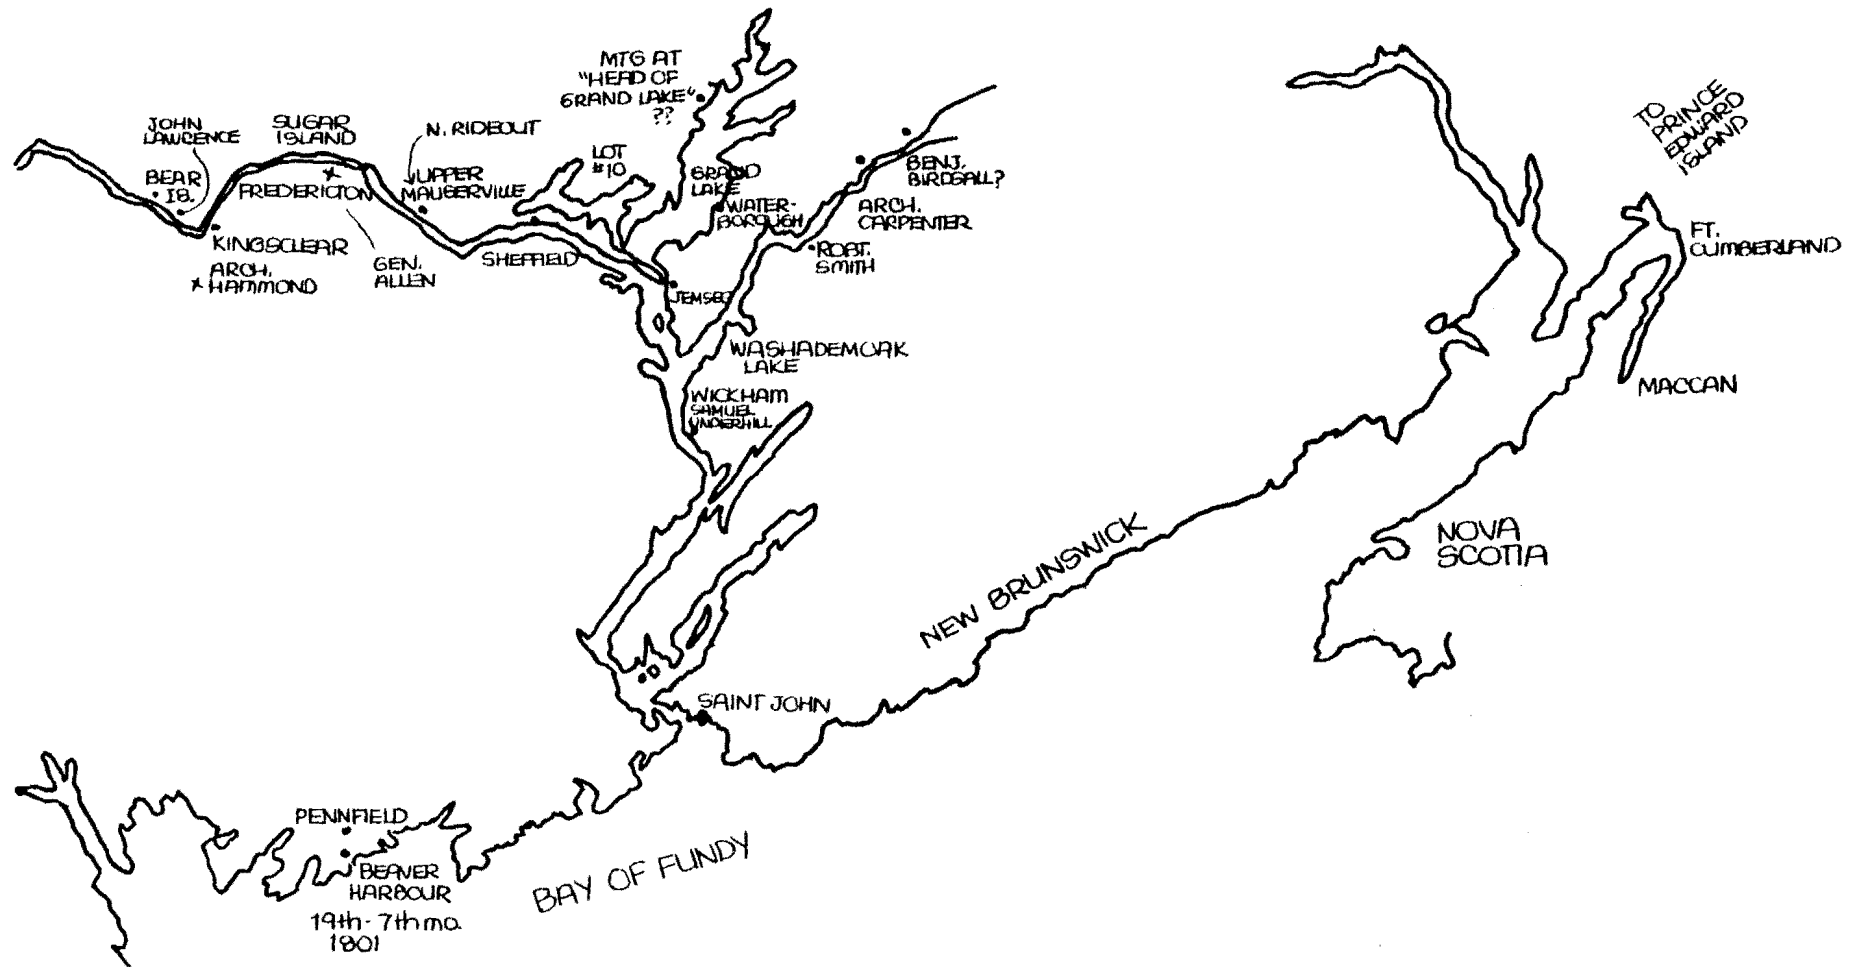 MTG AT
"HEAD OF
GRAND LAKE"
??
JOHN
LAWRENCE
SUGAR
ISLAND
N. RIDEOUT
BEAR
IS.
FREDERICTON
UPPER
MAUGERVILLE
LOT
#10
GRAND
LAKE
WATER-
BOROUGH
BENJ.
BIRDSALL?
ARCH.
CARPENTER
ROBT.
SMITH
KINGSCLEAR
ARCH.
x HAMMOND
GEN.
ALLEN
SHEFFIELD
JEMSEG
WASHADEMOAK
LAKE
WICKHAM
SAMUEL
UNDERHILL
TO
PRINCE
EDWARD
ISLAND
FT.
CUMBERLAND
MACCAN
NOVA
SCOTIA
NEW BRUNSWICK
SAINT JOHN
PENNFIELD
BEAVER
HARBOUR
19th - 7th mo.
1801
BAY OF FUNDY